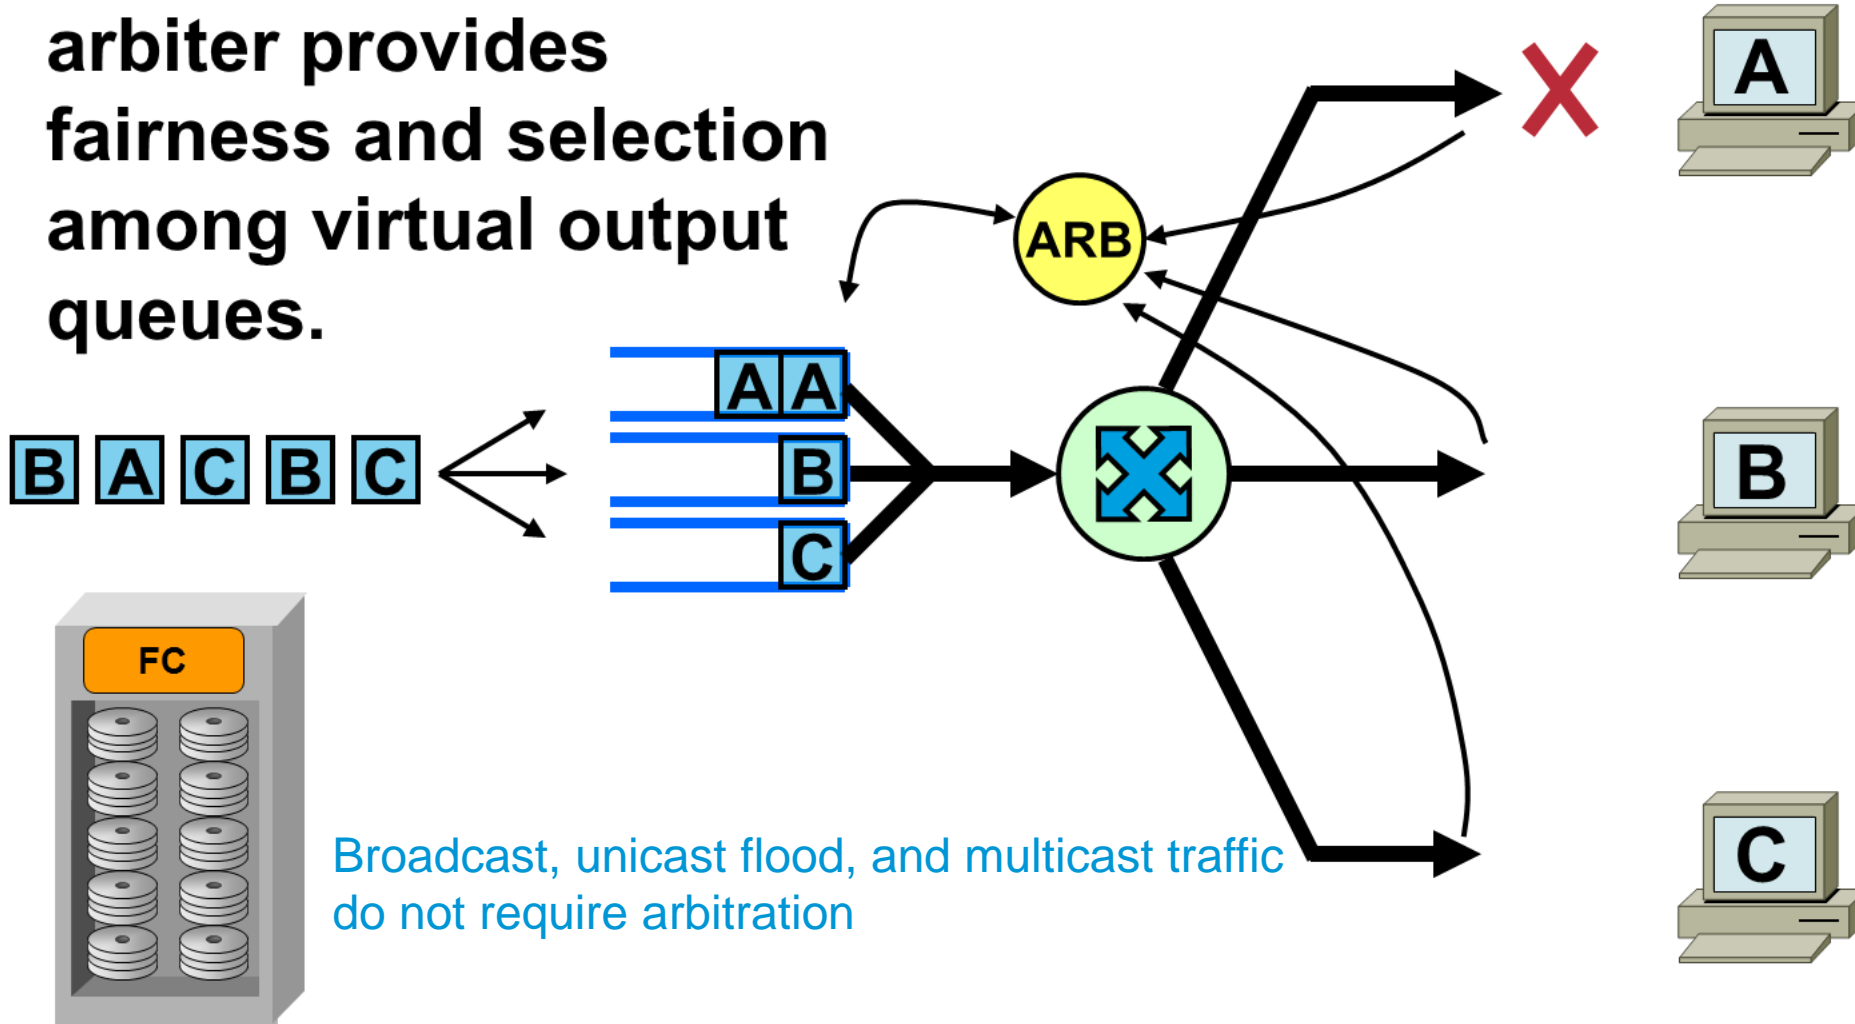 arbiter provides
fairness and selection
among virtual output
queues.
A
ARB
A A
B A C B C
B
B
C
FC
Broadcast, unicast flood, and multicast traffic
do not require arbitration
C